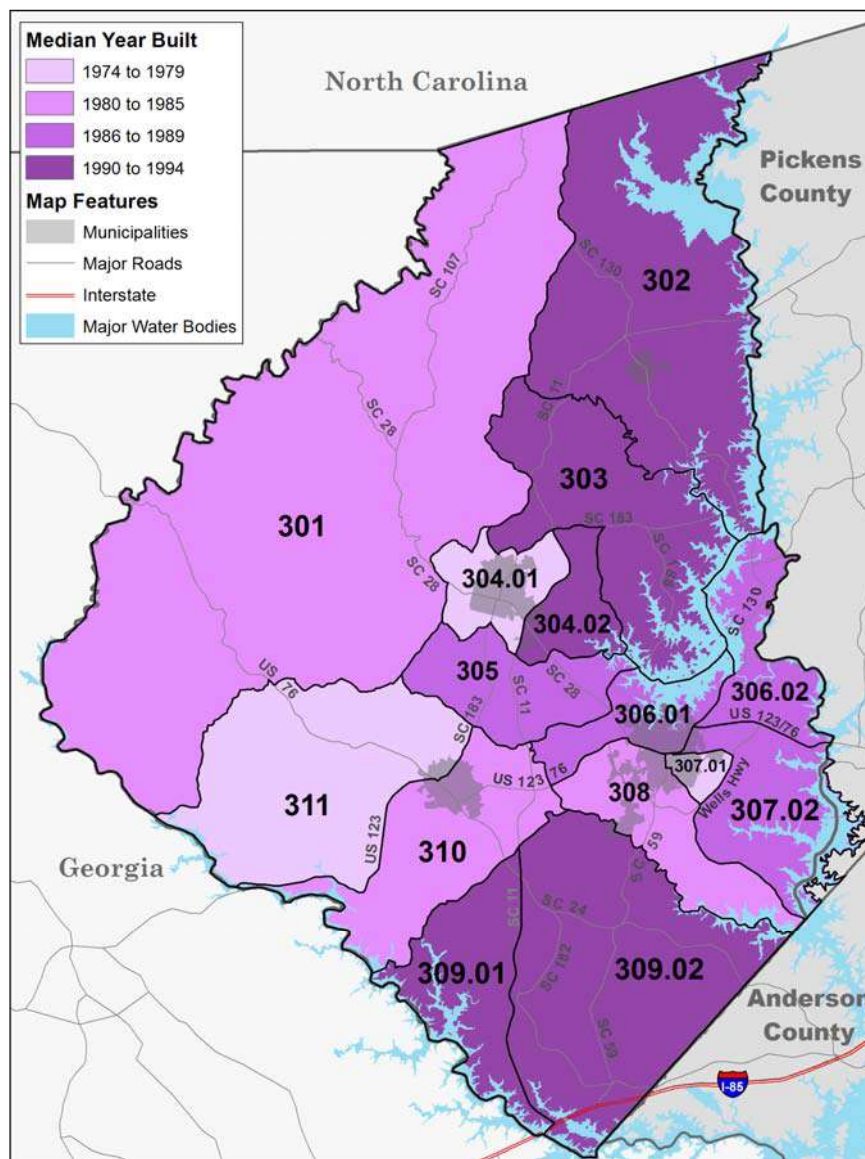 Median Year Built
1974 to 1979
1980 to 1985
1986 to 1989
1990 to 1994
Map Features
Municipalities
Major Roads
Interstate
Major Water Bodies
North Carolina
Pickens
County
SC 107
SC 130
302
SC 28
SC 11
303
SC 183
301
SC 28
304.01
SC 130
304.02
305
SC 28
306.02
US 76
SC 183
SC 11
306.01
US 123/76
307.01
US 123/76
Wells Hwy
308
307.02
311
US 123
310
SC 59
Georgia
SC 11
SC 24
309.01
SC 182
309.02
SC 59
Anderson
County
I-85